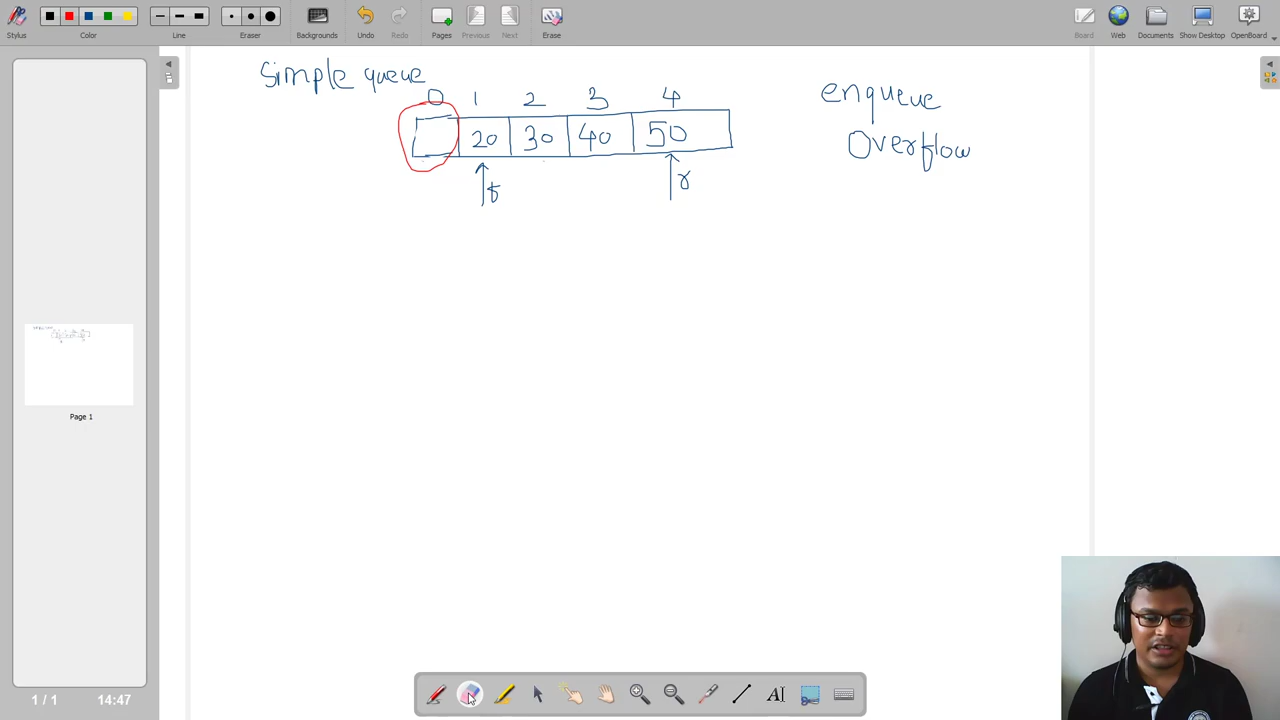 Stylus
Color
Line
Eraser
Backgrounds
Undo
Redo
Pages
Previous
Next
Erase
Board
Web
Documents
Show Desktop
OpenBoard
Simple queue
0 1 2 3 4
20 30 40 50
f r
enqueue
Overflow
Page 1
1 / 1 14:47